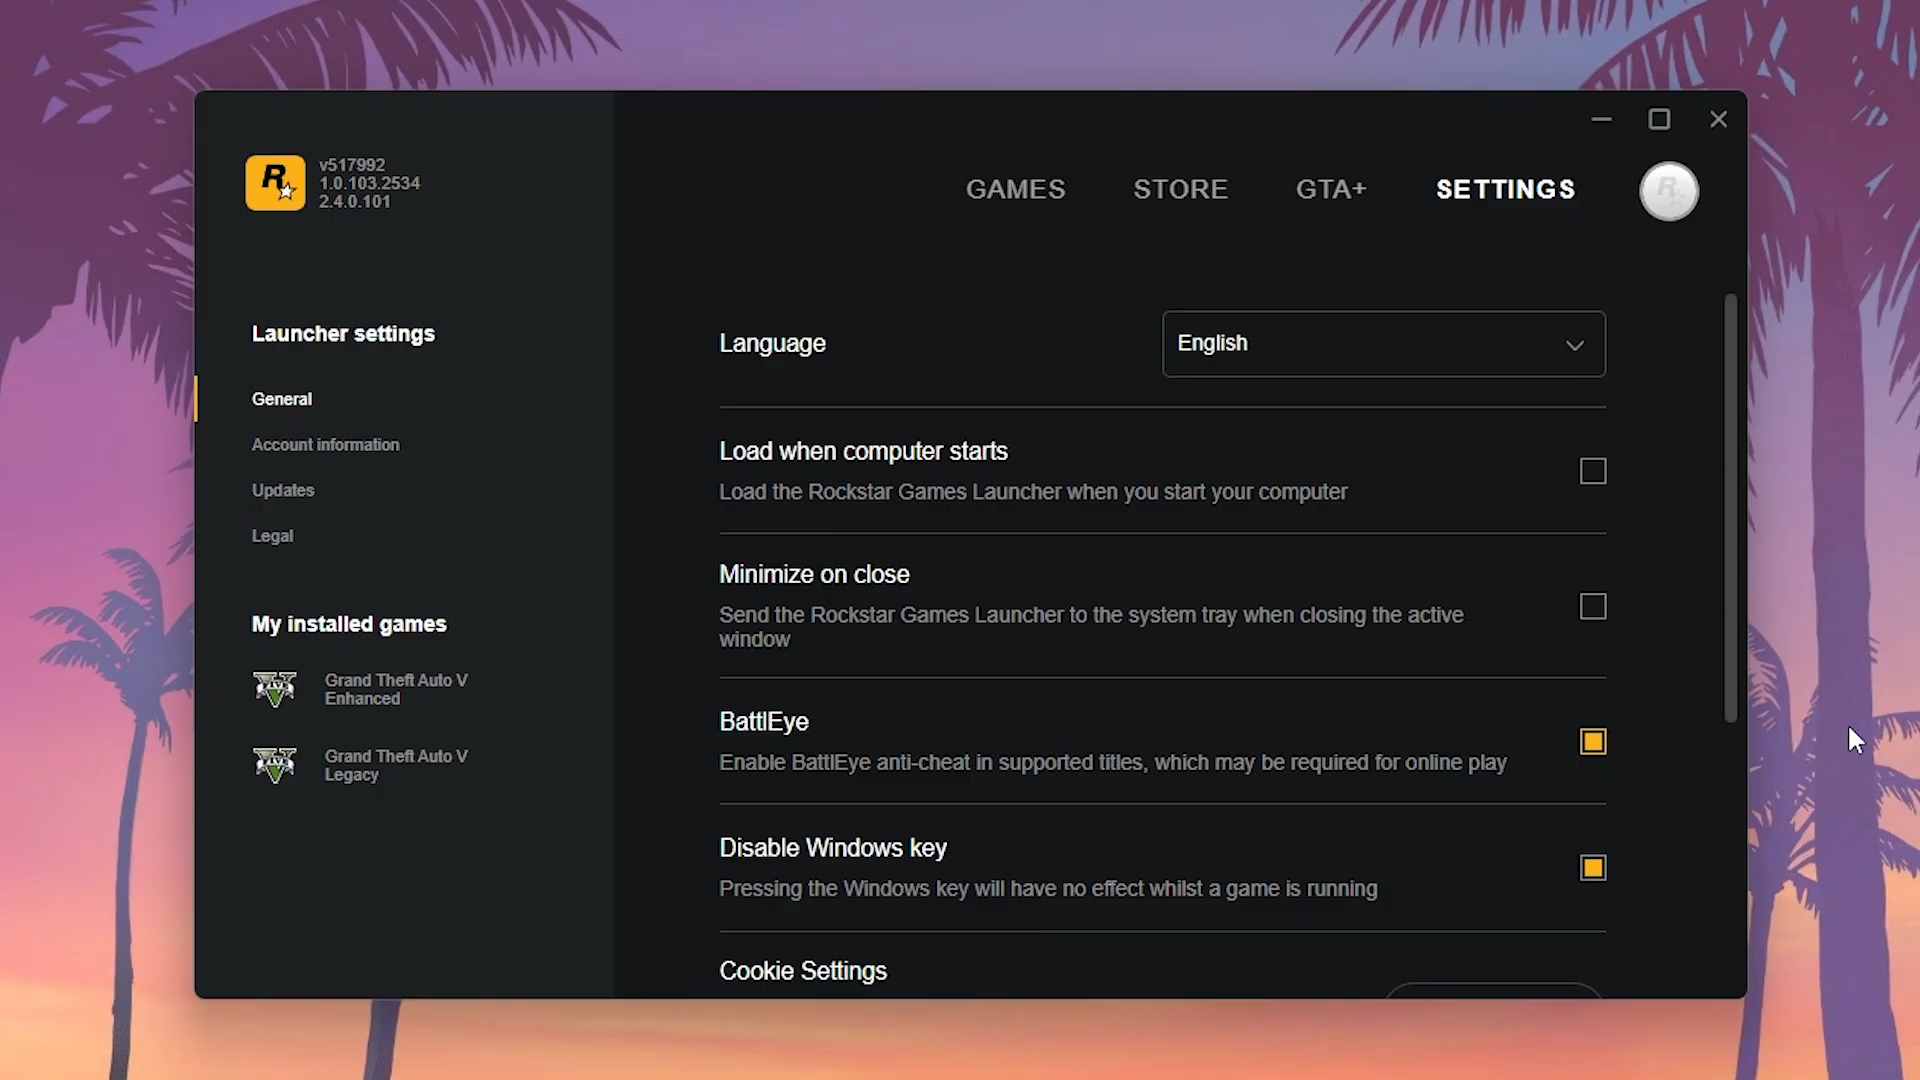 R
v517992
1.0.103.2534
2.4.0.101
GAMES
STORE
GTA+
SETTINGS
R
Launcher settings
General
Account information
Updates
Legal
My installed games
V
Grand Theft Auto V
Enhanced
V
Grand Theft Auto V
Legacy
Language
English
Load when computer starts
Load the Rockstar Games Launcher when you start your computer
Minimize on close
Send the Rockstar Games Launcher to the system tray when closing the active
window
BattlEye
Enable BattlEye anti-cheat in supported titles, which may be required for online play
Disable Windows key
Pressing the Windows key will have no effect whilst a game is running
Cookie Settings